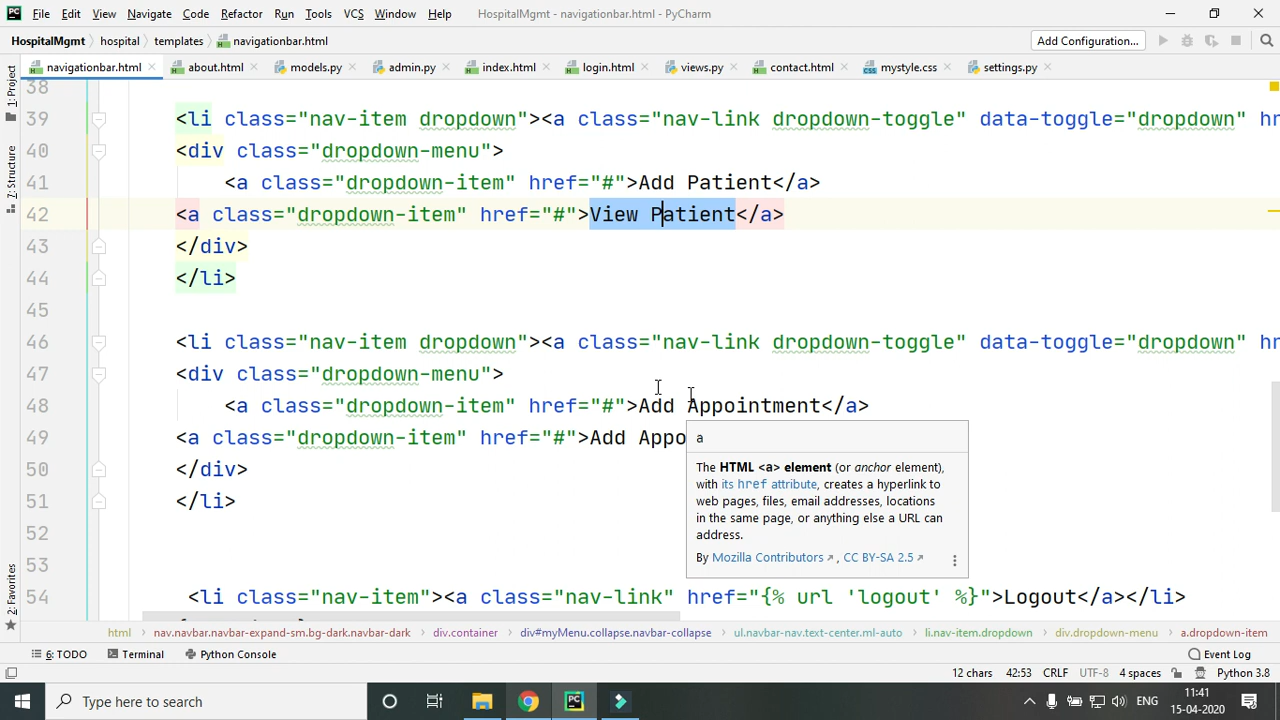 PC File Edit View Navigate Code Refactor Run Tools VCS Window Help HospitalMgmt - navigationbar.html - PyCharm
HospitalMgmt hospital templates navigationbar.html Add Configuration...
navigationbar.html about.html models.py admin.py index.html login.html views.py contact.html mystyle.css settings.py
1: Project
7: Structure
2: Favorites
38
39 <li class="nav-item dropdown"><a class="nav-link dropdown-toggle" data-toggle="dropdown" hr
40 <div class="dropdown-menu">
41 <a class="dropdown-item" href="#">Add Patient</a>
42 <a class="dropdown-item" href="#">View Patient</a>
43 </div>
44 </li>
45
46 <li class="nav-item dropdown"><a class="nav-link dropdown-toggle" data-toggle="dropdown" hr
47 <div class="dropdown-menu">
48 <a class="dropdown-item" href="#">Add Appointment</a>
49 <a class="dropdown-item" href="#">Add Appo
50 </div>
51 </li>
52
53
54 <li class="nav-item"><a class="nav-link" href="{% url 'logout' %}">Logout</a></li>
a
The HTML <a> element (or anchor element),
with its href attribute, creates a hyperlink to
web pages, files, email addresses, locations
in the same page, or anything else a URL can
address.
By Mozilla Contributors↗, CC BY-SA 2.5↗
html nav.navbar.navbar-expand-sm.bg-dark.navbar-dark div.container div#myMenu.collapse.navbar-collapse ul.navbar-nav.text-center.ml-auto li.nav-item.dropdown div.dropdown-menu a.dropdown-item
6: TODO Terminal Python Console Event Log
12 chars 42:53 CRLF UTF-8 4 spaces Python 3.8
Type here to search PC ENG 11:41
15-04-2020